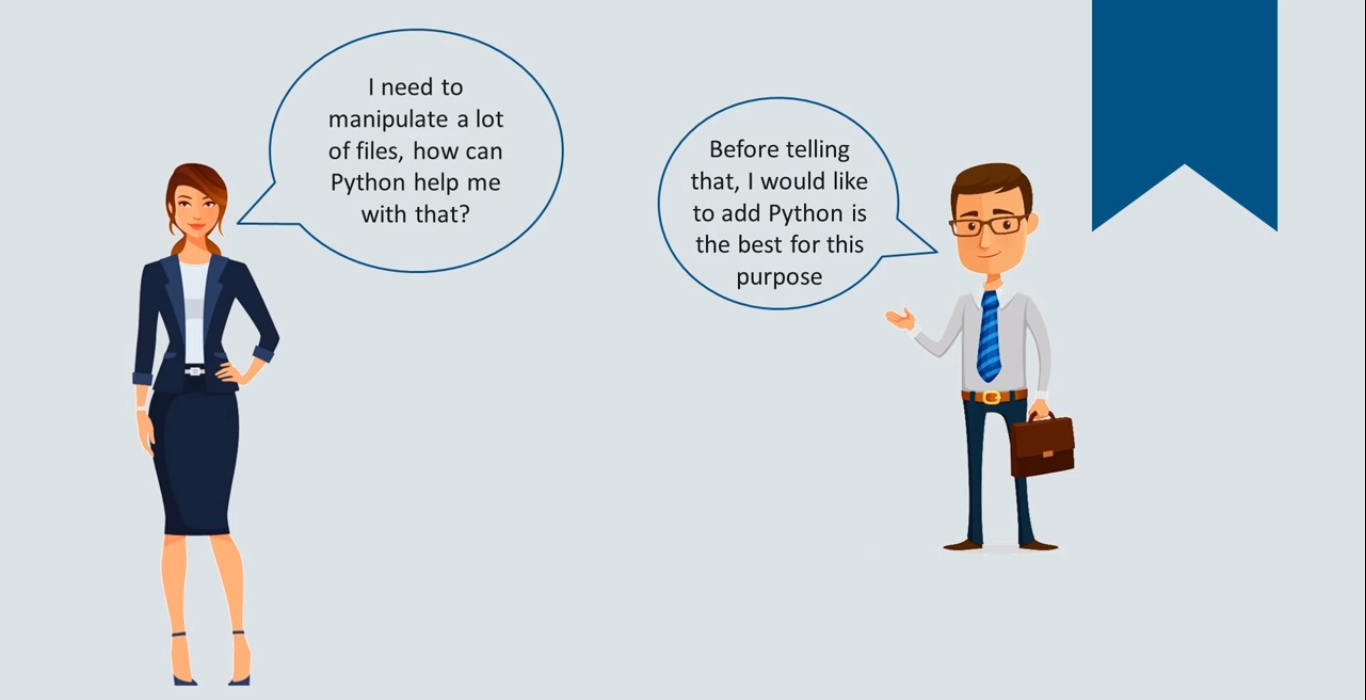 I need to
manipulate a lot
of files, how can
Python help me
with that?
Before telling
that, I would like
to add Python is
the best for this
purpose